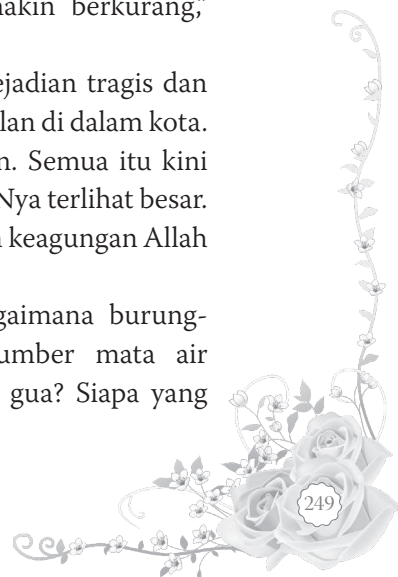 makin berkurang,"
ejadian tragis dan
lan di dalam kota.
n. Semua itu kini
Nya terlihat besar.
keagungan Allah
gaimana burung-
umber mata air
gua? Siapa yang
249